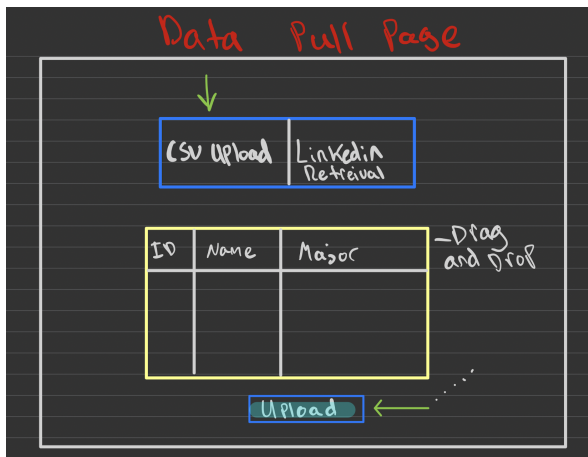 Data Pull Page
CSV Upload
Linkedin
Retreival
ID Name Major
-Drag
and Drop
Upload